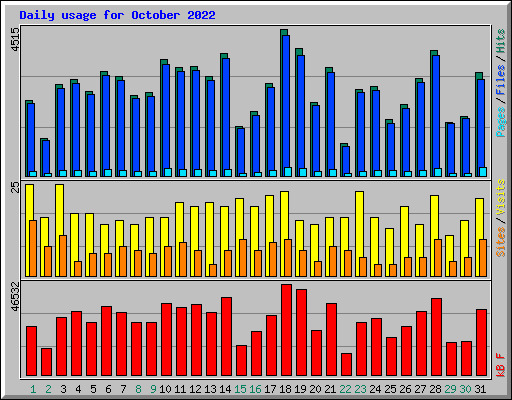 Daily usage for October 2022
4515
Pages / Files / Hits
25
Sites / Visits
46532
kB F
1 2 3 4 5 6 7 8 9 10 11 12 13 14 15 16 17 18 19 20 21 22 23 24 25 26 27 28 29 30 31